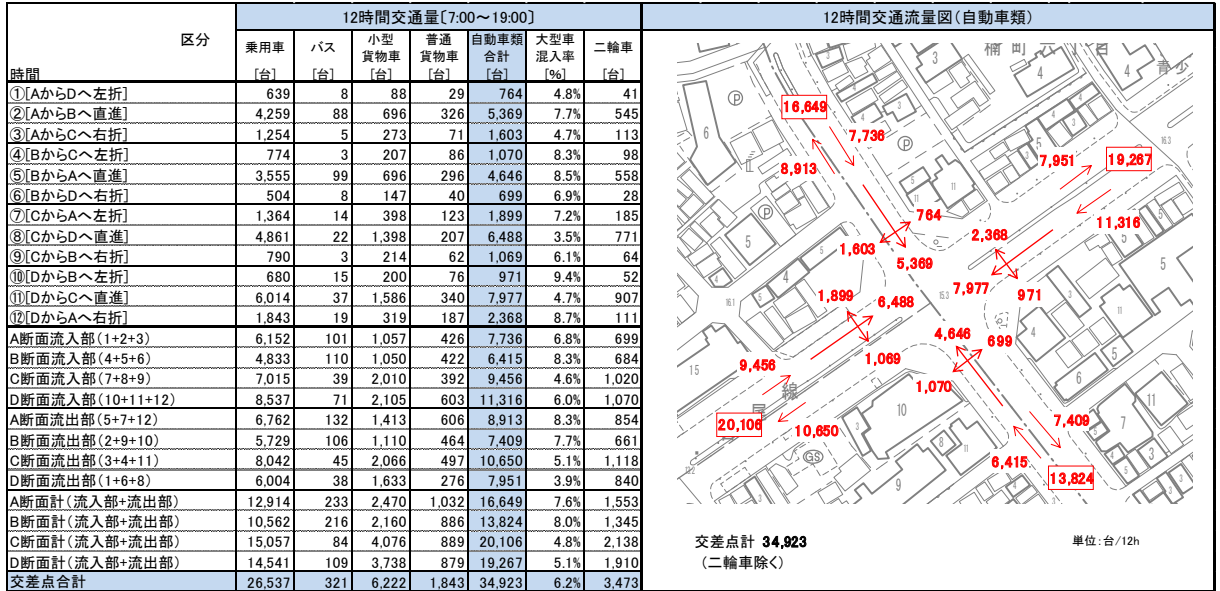 12時間交通量〔7:00～19:00〕
区分 乗用車 バス 小型貨物車 普通貨物車 自動車類合計 大型車混入率 二輪車
時間 [台] [台] [台] [台] [台] [%] [台]
①[AからDへ左折] 639 8 88 29 764 4.8% 41
②[AからBへ直進] 4,259 88 696 326 5,369 7.7% 545
③[AからCへ右折] 1,254 5 273 71 1,603 4.7% 113
④[BからCへ左折] 774 3 207 86 1,070 8.3% 98
⑤[BからAへ直進] 3,555 99 696 296 4,646 8.5% 558
⑥[BからDへ右折] 504 8 147 40 699 6.9% 28
⑦[CからAへ左折] 1,364 14 398 123 1,899 7.2% 185
⑧[CからDへ直進] 4,861 22 1,398 207 6,488 3.5% 771
⑨[CからBへ右折] 790 3 214 62 1,069 6.1% 64
⑩[DからBへ左折] 680 15 200 76 971 9.4% 52
⑪[DからCへ直進] 6,014 37 1,586 340 7,977 4.7% 907
⑫[DからAへ右折] 1,843 19 319 187 2,368 8.7% 111
A断面流入部(1+2+3) 6,152 101 1,057 426 7,736 6.8% 699
B断面流入部(4+5+6) 4,833 110 1,050 422 6,415 8.3% 684
C断面流入部(7+8+9) 7,015 39 2,010 392 9,456 4.6% 1,020
D断面流入部(10+11+12) 8,537 71 2,105 603 11,316 6.0% 1,070
A断面流出部(5+7+12) 6,762 132 1,413 606 8,913 8.3% 854
B断面流出部(2+9+10) 5,729 106 1,110 464 7,409 7.7% 661
C断面流出部(3+4+11) 8,042 45 2,066 497 10,650 5.1% 1,118
D断面流出部(1+6+8) 6,004 38 1,633 276 7,951 3.9% 840
A断面計(流入部+流出部) 12,914 233 2,470 1,032 16,649 7.6% 1,553
B断面計(流入部+流出部) 10,562 216 2,160 886 13,824 8.0% 1,345
C断面計(流入部+流出部) 15,057 84 4,076 889 20,106 4.8% 2,138
D断面計(流入部+流出部) 14,541 109 3,738 879 19,267 5.1% 1,910
交差点合計 26,537 321 6,222 1,843 34,923 6.2% 3,473
12時間交通流量図(自動車類)
16,649
7,736
8,913
7,951
19,267
11,316
764
1,603
5,369
2,368
7,977
971
1,899
6,488
4,646
699
9,456
1,069
1,070
20,106
10,650
7,409
6,415
13,824
交差点計 34,923
(二輪車除く)
単位:台/12h